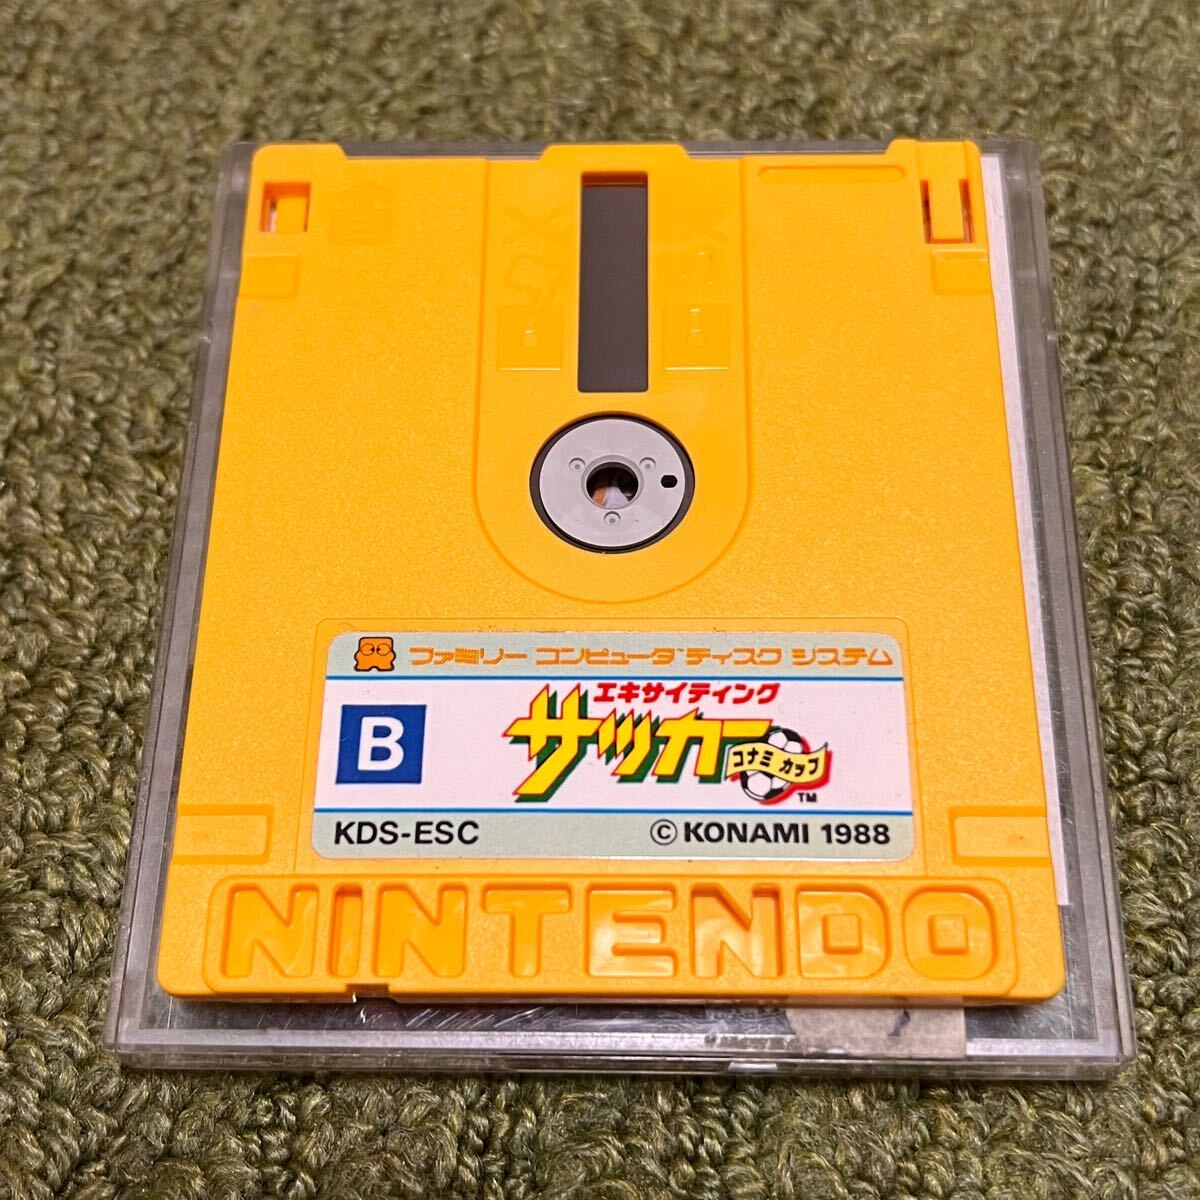 ファミリー コンピュータ ディスク システム
B
エキサイティング
サッカー
コナミ カップ
TM
KDS-ESC
© KONAMI 1988
NINTENDO